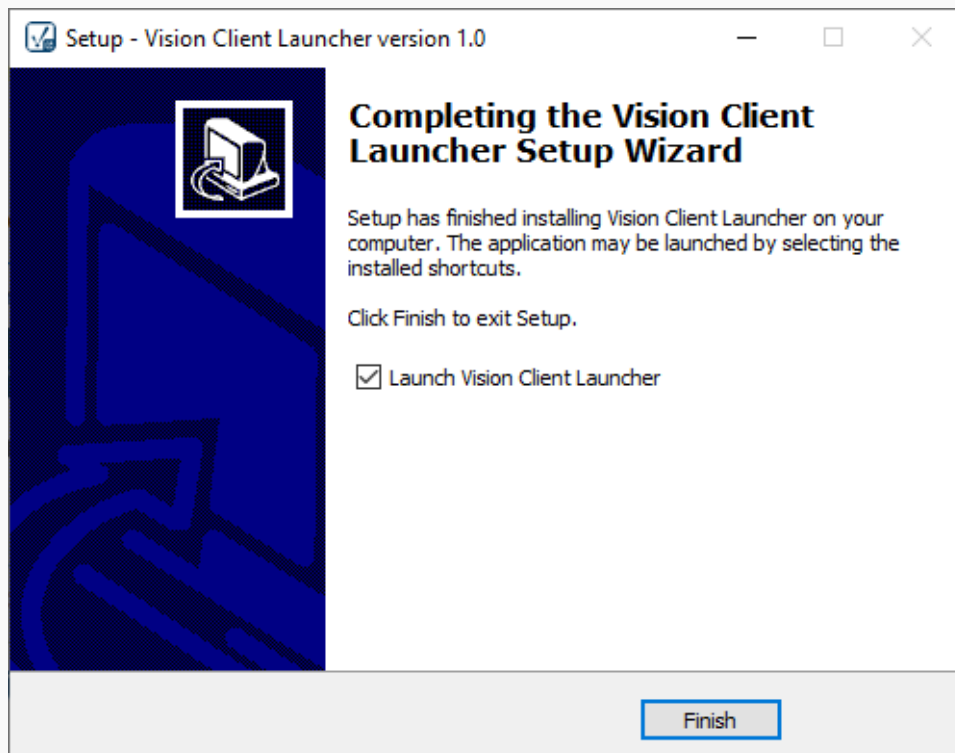 Setup - Vision Client Launcher version 1.0
Completing the Vision Client
Launcher Setup Wizard
Setup has finished installing Vision Client Launcher on your
computer. The application may be launched by selecting the
installed shortcuts.
Click Finish to exit Setup.
Launch Vision Client Launcher
Finish